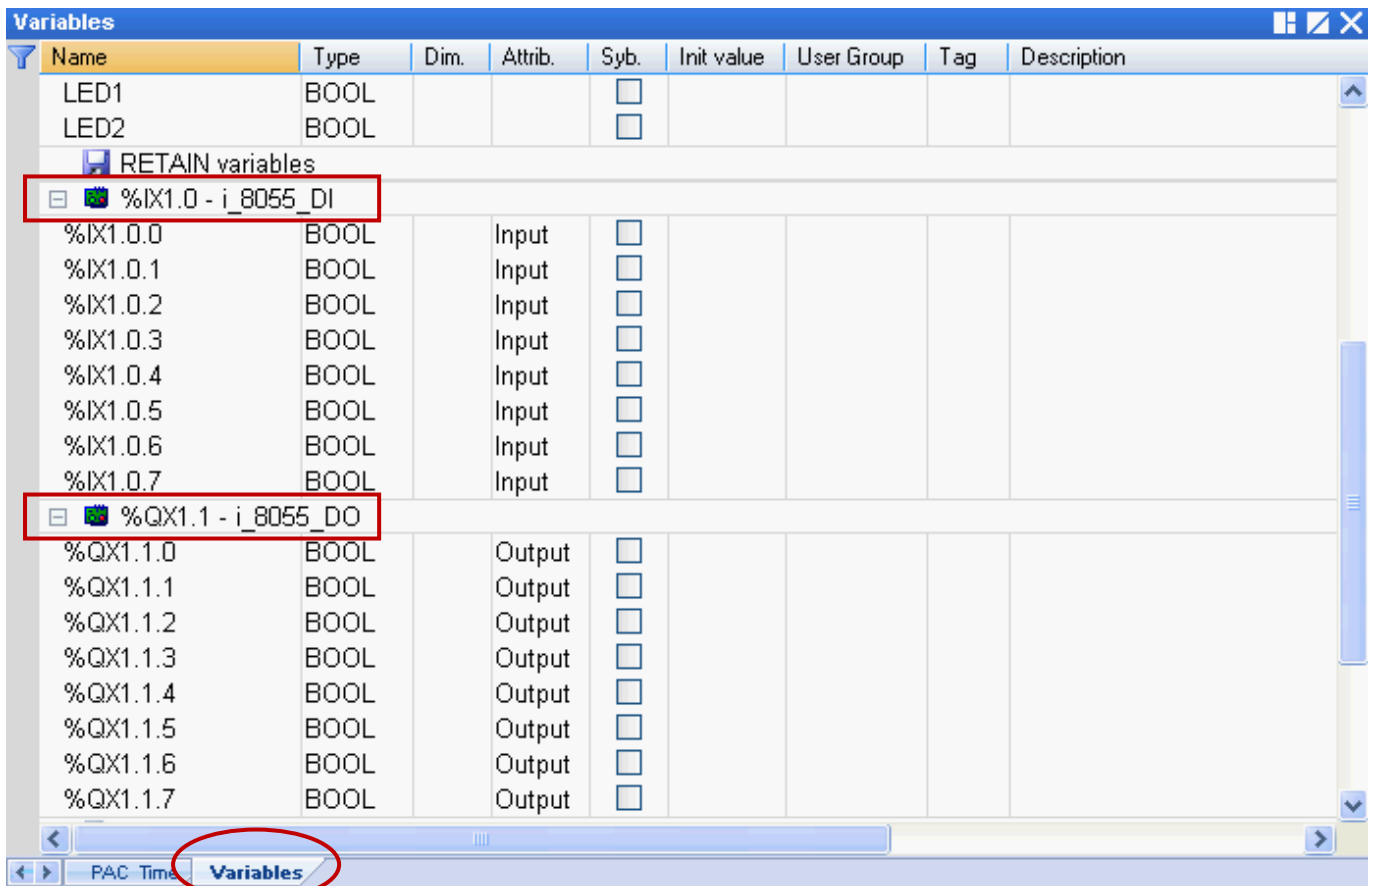 Variables
Name Type Dim. Attrib. Syb. Init value User Group Tag Description
LED1 BOOL
LED2 BOOL
RETAIN variables
%IX1.0 - i_8055_DI
%IX1.0.0 BOOL Input
%IX1.0.1 BOOL Input
%IX1.0.2 BOOL Input
%IX1.0.3 BOOL Input
%IX1.0.4 BOOL Input
%IX1.0.5 BOOL Input
%IX1.0.6 BOOL Input
%IX1.0.7 BOOL Input
%QX1.1 - i_8055_DO
%QX1.1.0 BOOL Output
%QX1.1.1 BOOL Output
%QX1.1.2 BOOL Output
%QX1.1.3 BOOL Output
%QX1.1.4 BOOL Output
%QX1.1.5 BOOL Output
%QX1.1.6 BOOL Output
%QX1.1.7 BOOL Output
PAC Time Variables